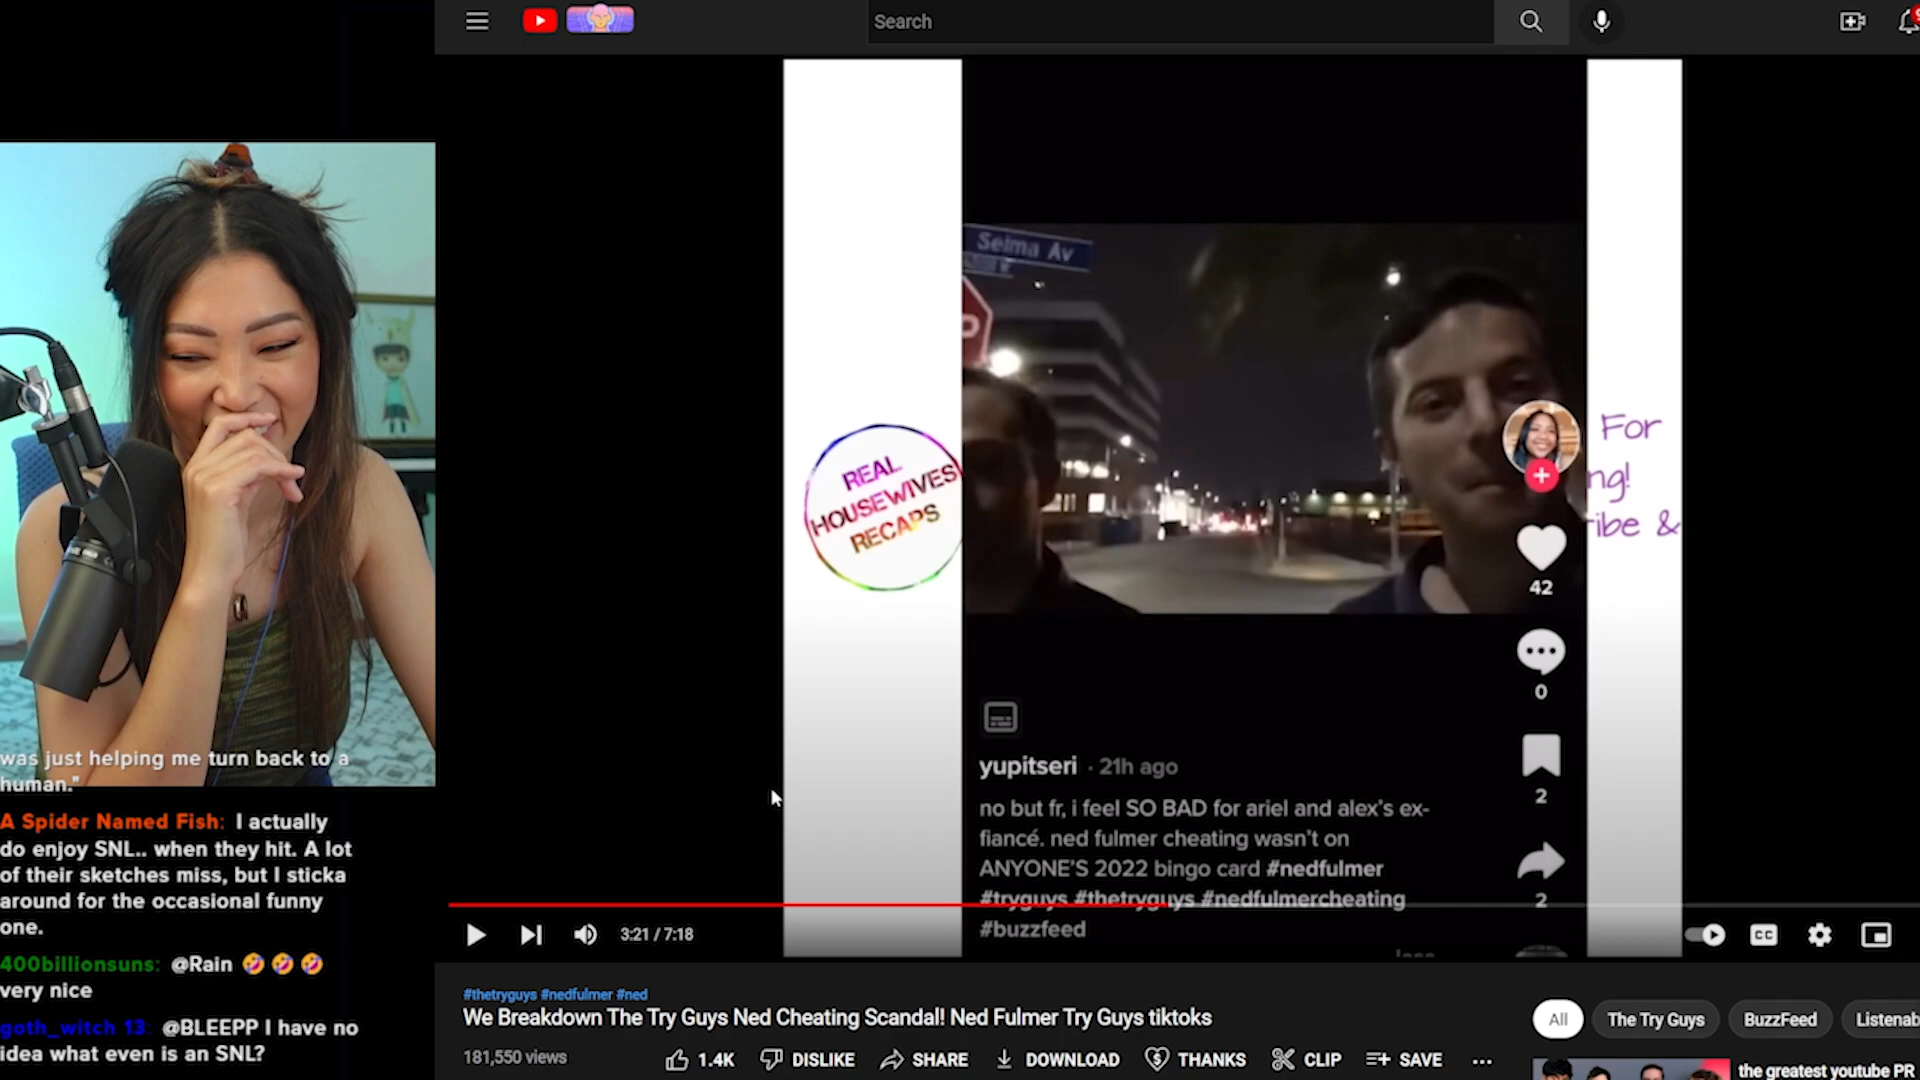 Search
9
Selma Av
P
REAL
HOUSEWIVES
RECAPS
For
ng!
ribe &
42
0
2
2
yupitseri · 21h ago
no but fr, i feel SO BAD for ariel and alex's ex-
fiancé. ned fulmer cheating wasn't on
ANYONE'S 2022 bingo card #nedfulmer
#tryguys #thetryguys #nedfulmercheating
#buzzfeed
3:21 / 7:18
CC
#thetryguys #nedfulmer #ned
We Breakdown The Try Guys Ned Cheating Scandal! Ned Fulmer Try Guys tiktoks
181,550 views
1.4K
DISLIKE
SHARE
DOWNLOAD
THANKS
CLIP
SAVE
All
The Try Guys
BuzzFeed
Listenab
the greatest youtube PR
was just helping me turn back to a
human."
A Spider Named Fish: I actually
do enjoy SNL.. when they hit. A lot
of their sketches miss, but I sticka
around for the occasional funny
one.
400billionsuns: @Rain 🤣 🤣 🤣
very nice
goth_witch 13: @BLEEPP I have no
idea what even is an SNL?